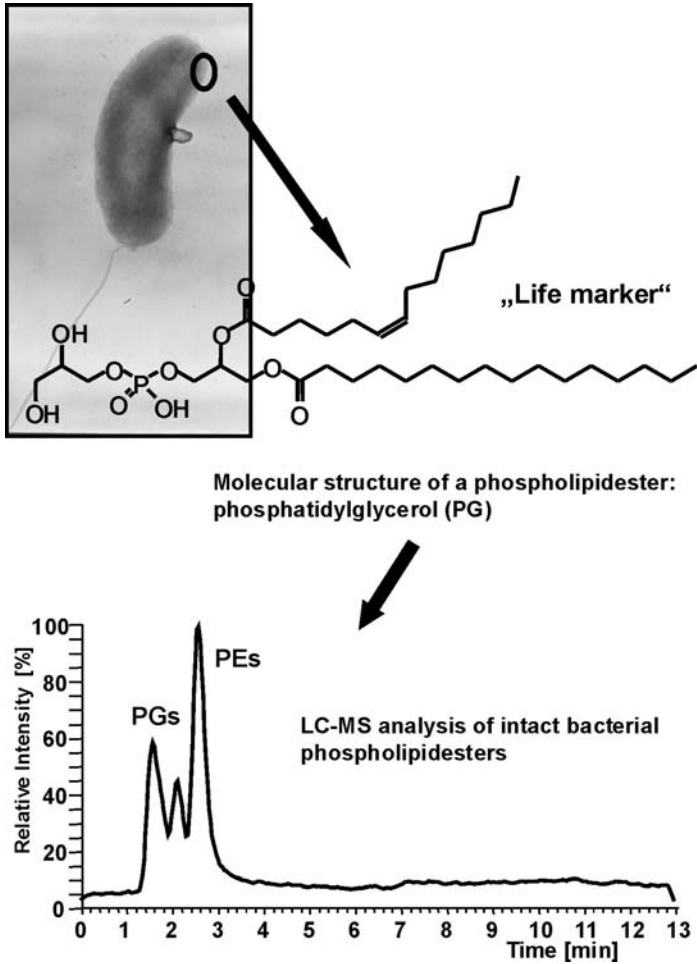 „Life marker“
O
O
O
O
OH
O
P
O
O
OH
OH
O
Molecular structure of a phospholipidester:
phosphatidylglycerol (PG)
Relative Intensity [%]
100
80
60
40
20
0
PGs
PEs
LC-MS analysis of intact bacterial
phospholipidesters
0 1 2 3 4 5 6 7 8 9 10 11 12 13
Time [min]